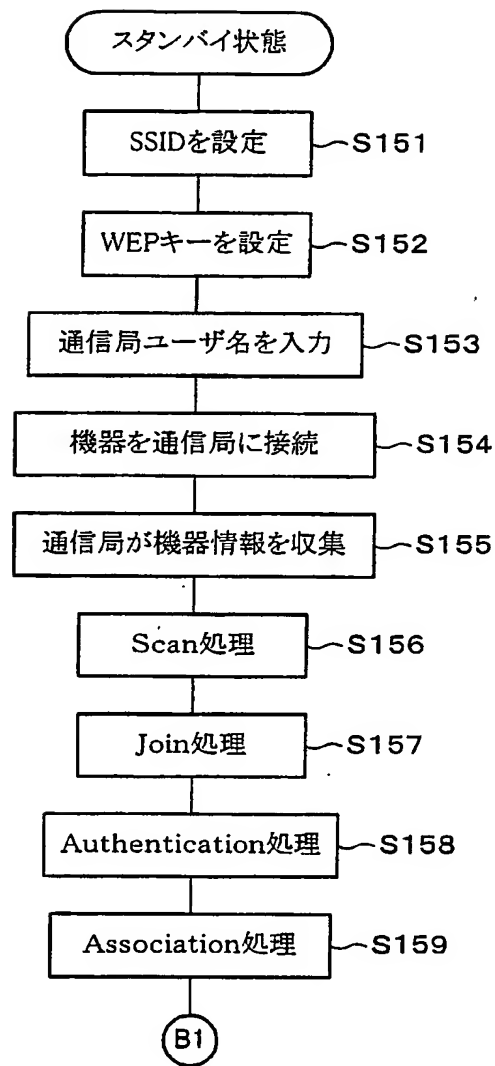 スタンバイ状態
SSIDを設定 S151
WEPキーを設定 S152
通信局ユーザ名を入力 S153
機器を通信局に接続 S154
通信局が機器情報を収集 S155
Scan処理 S156
Join処理 S157
Authentication処理 S158
Association処理 S159
B1